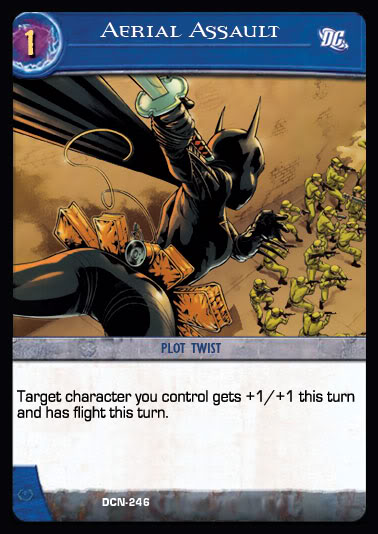 1
AERIAL ASSAULT
DC
PLOT TWIST
Target character you control gets +1/+1 this turn
and has flight this turn.
DCN-246